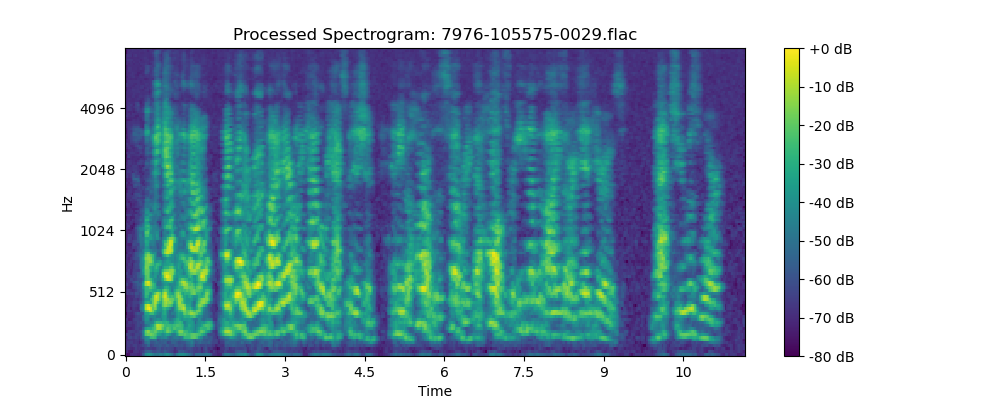 Processed Spectrogram: 7976-105575-0029.flac
Hz
4096
2048
1024
512
0
0 1.5 3 4.5 6 7.5 9 10
Time
+0 dB
-10 dB
-20 dB
-30 dB
-40 dB
-50 dB
-60 dB
-70 dB
-80 dB